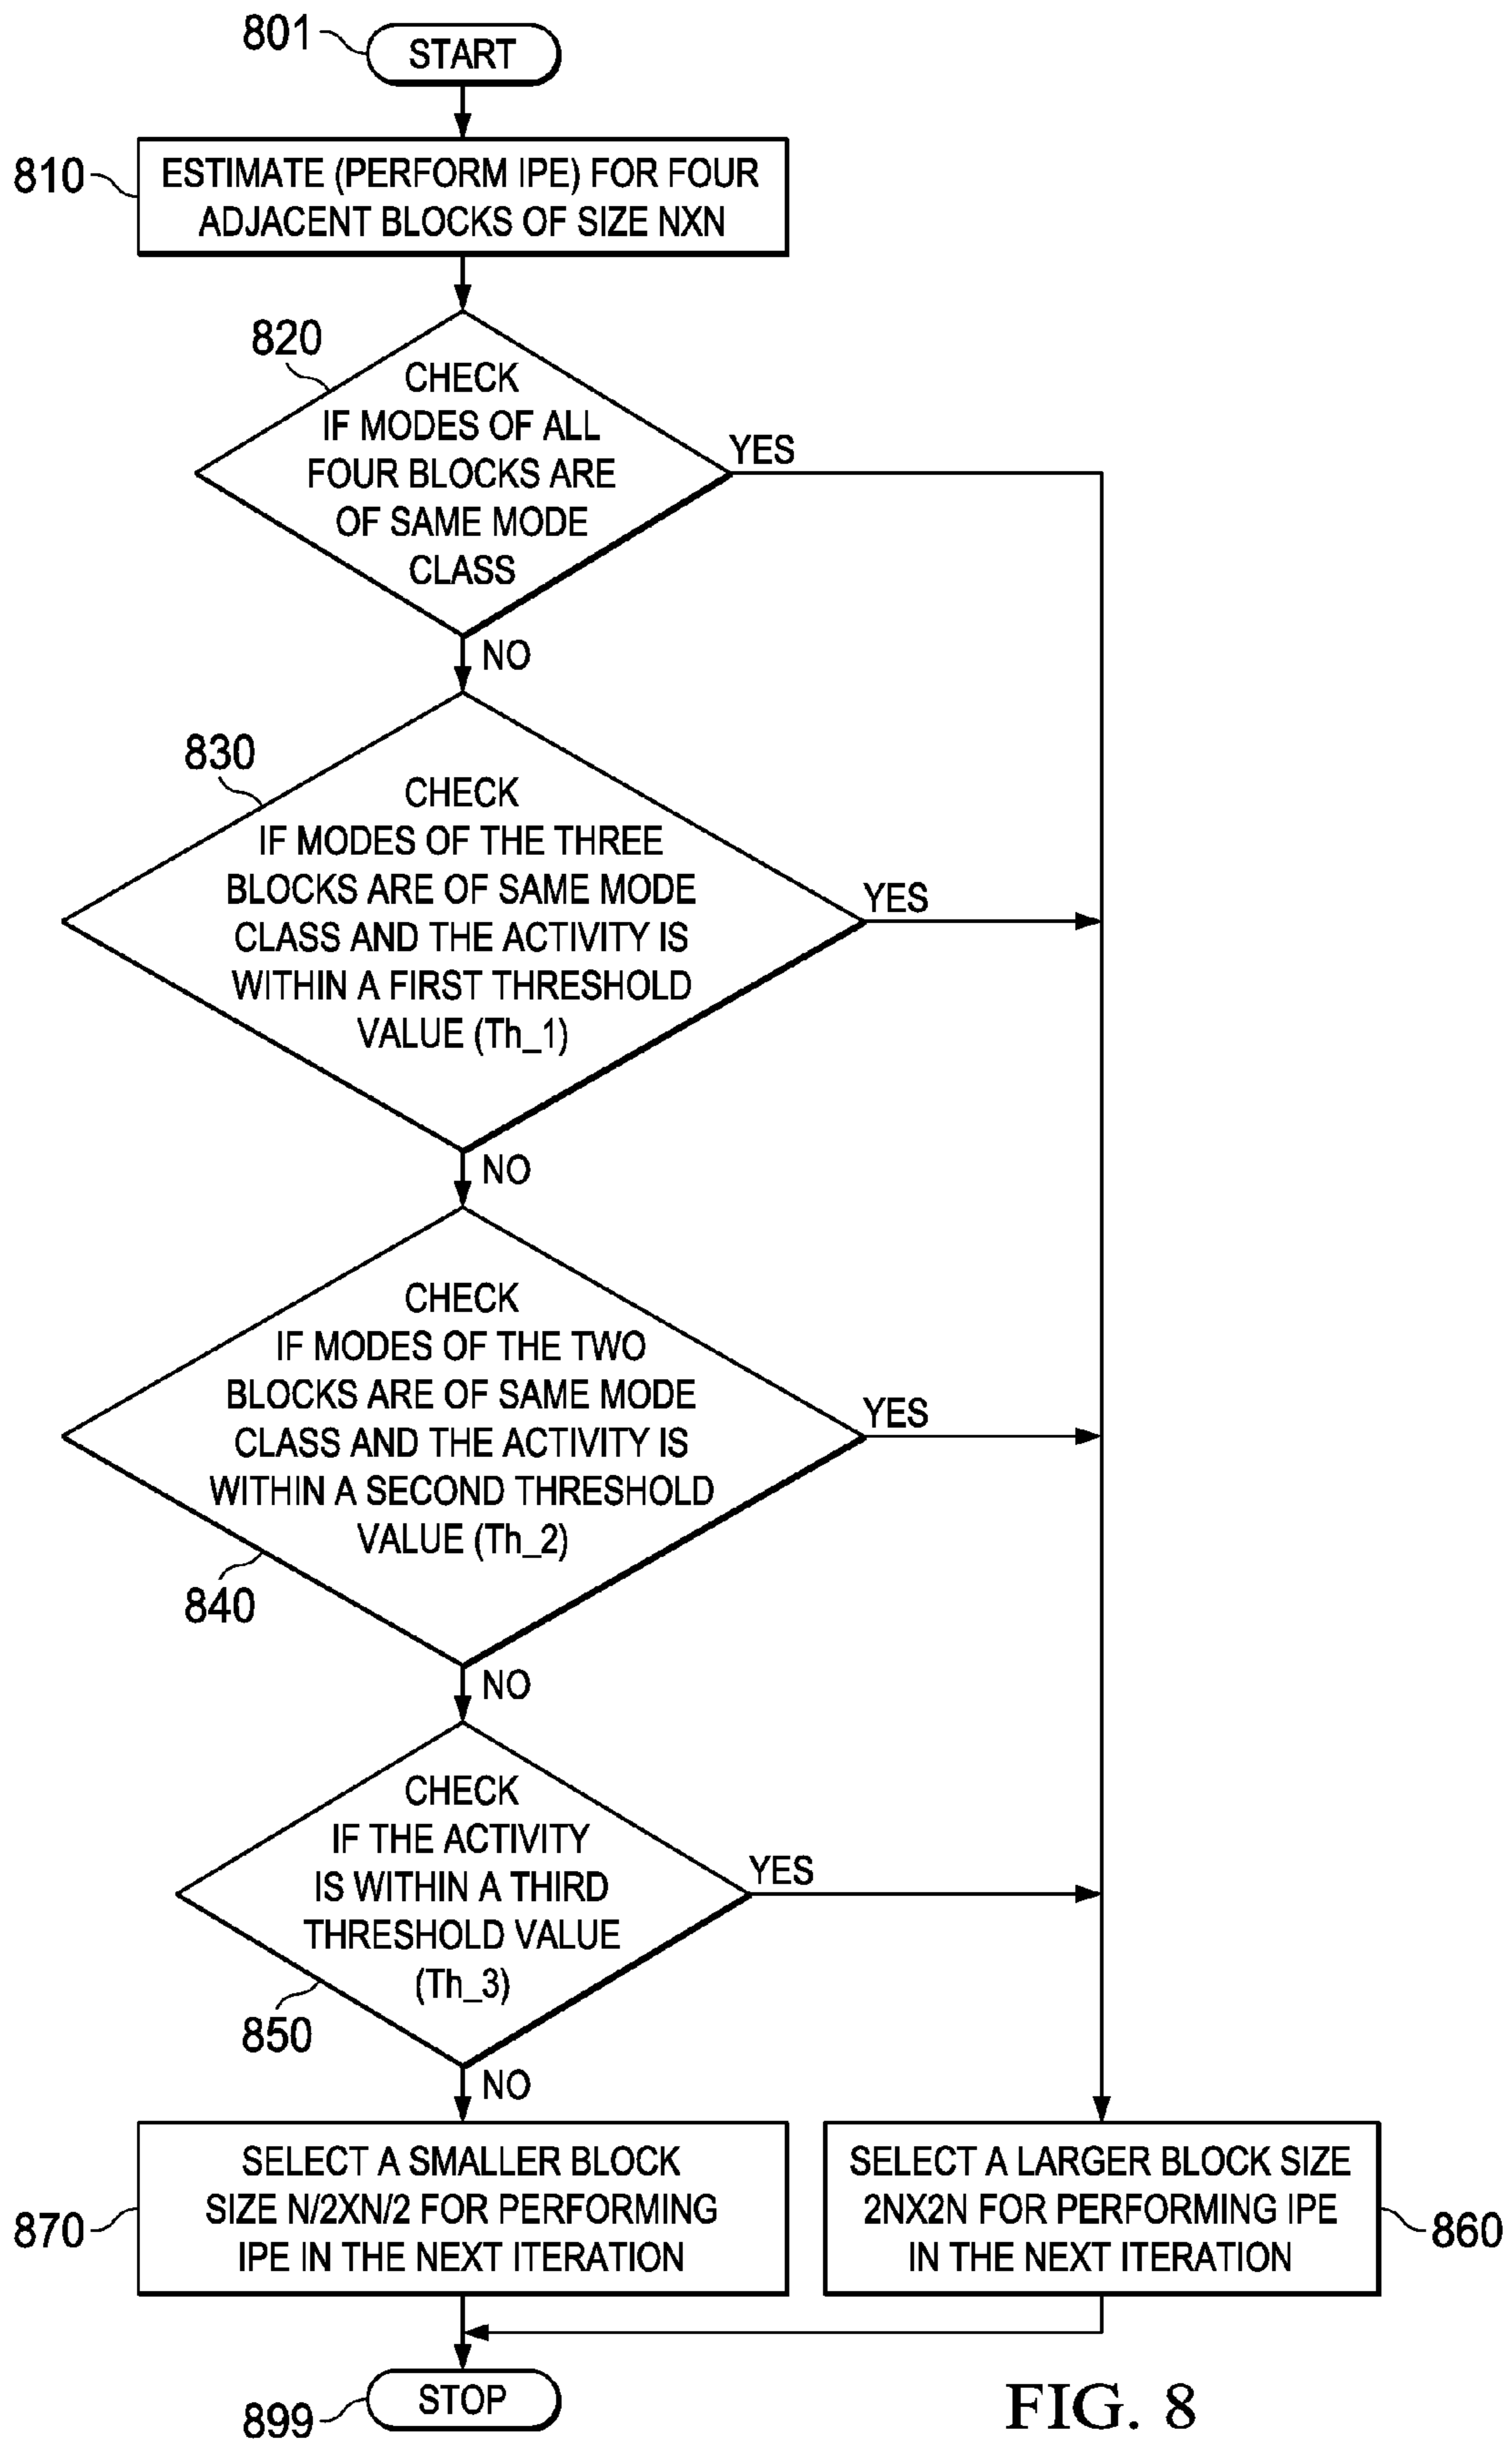 801
START
810
ESTIMATE (PERFORM IPE) FOR FOUR
ADJACENT BLOCKS OF SIZE NXN
820
CHECK
IF MODES OF ALL
FOUR BLOCKS ARE
OF SAME MODE
CLASS
YES
NO
830
CHECK
IF MODES OF THE THREE
BLOCKS ARE OF SAME MODE
CLASS AND THE ACTIVITY IS
WITHIN A FIRST THRESHOLD
VALUE (Th_1)
YES
NO
CHECK
IF MODES OF THE TWO
BLOCKS ARE OF SAME MODE
CLASS AND THE ACTIVITY IS
WITHIN A SECOND THRESHOLD
VALUE (Th_2)
YES
840
NO
CHECK
IF THE ACTIVITY
IS WITHIN A THIRD
THRESHOLD VALUE
(Th_3)
YES
850
NO
870
SELECT A SMALLER BLOCK
SIZE N/2XN/2 FOR PERFORMING
IPE IN THE NEXT ITERATION
SELECT A LARGER BLOCK SIZE
2NX2N FOR PERFORMING IPE
IN THE NEXT ITERATION
860
899
STOP
FIG. 8